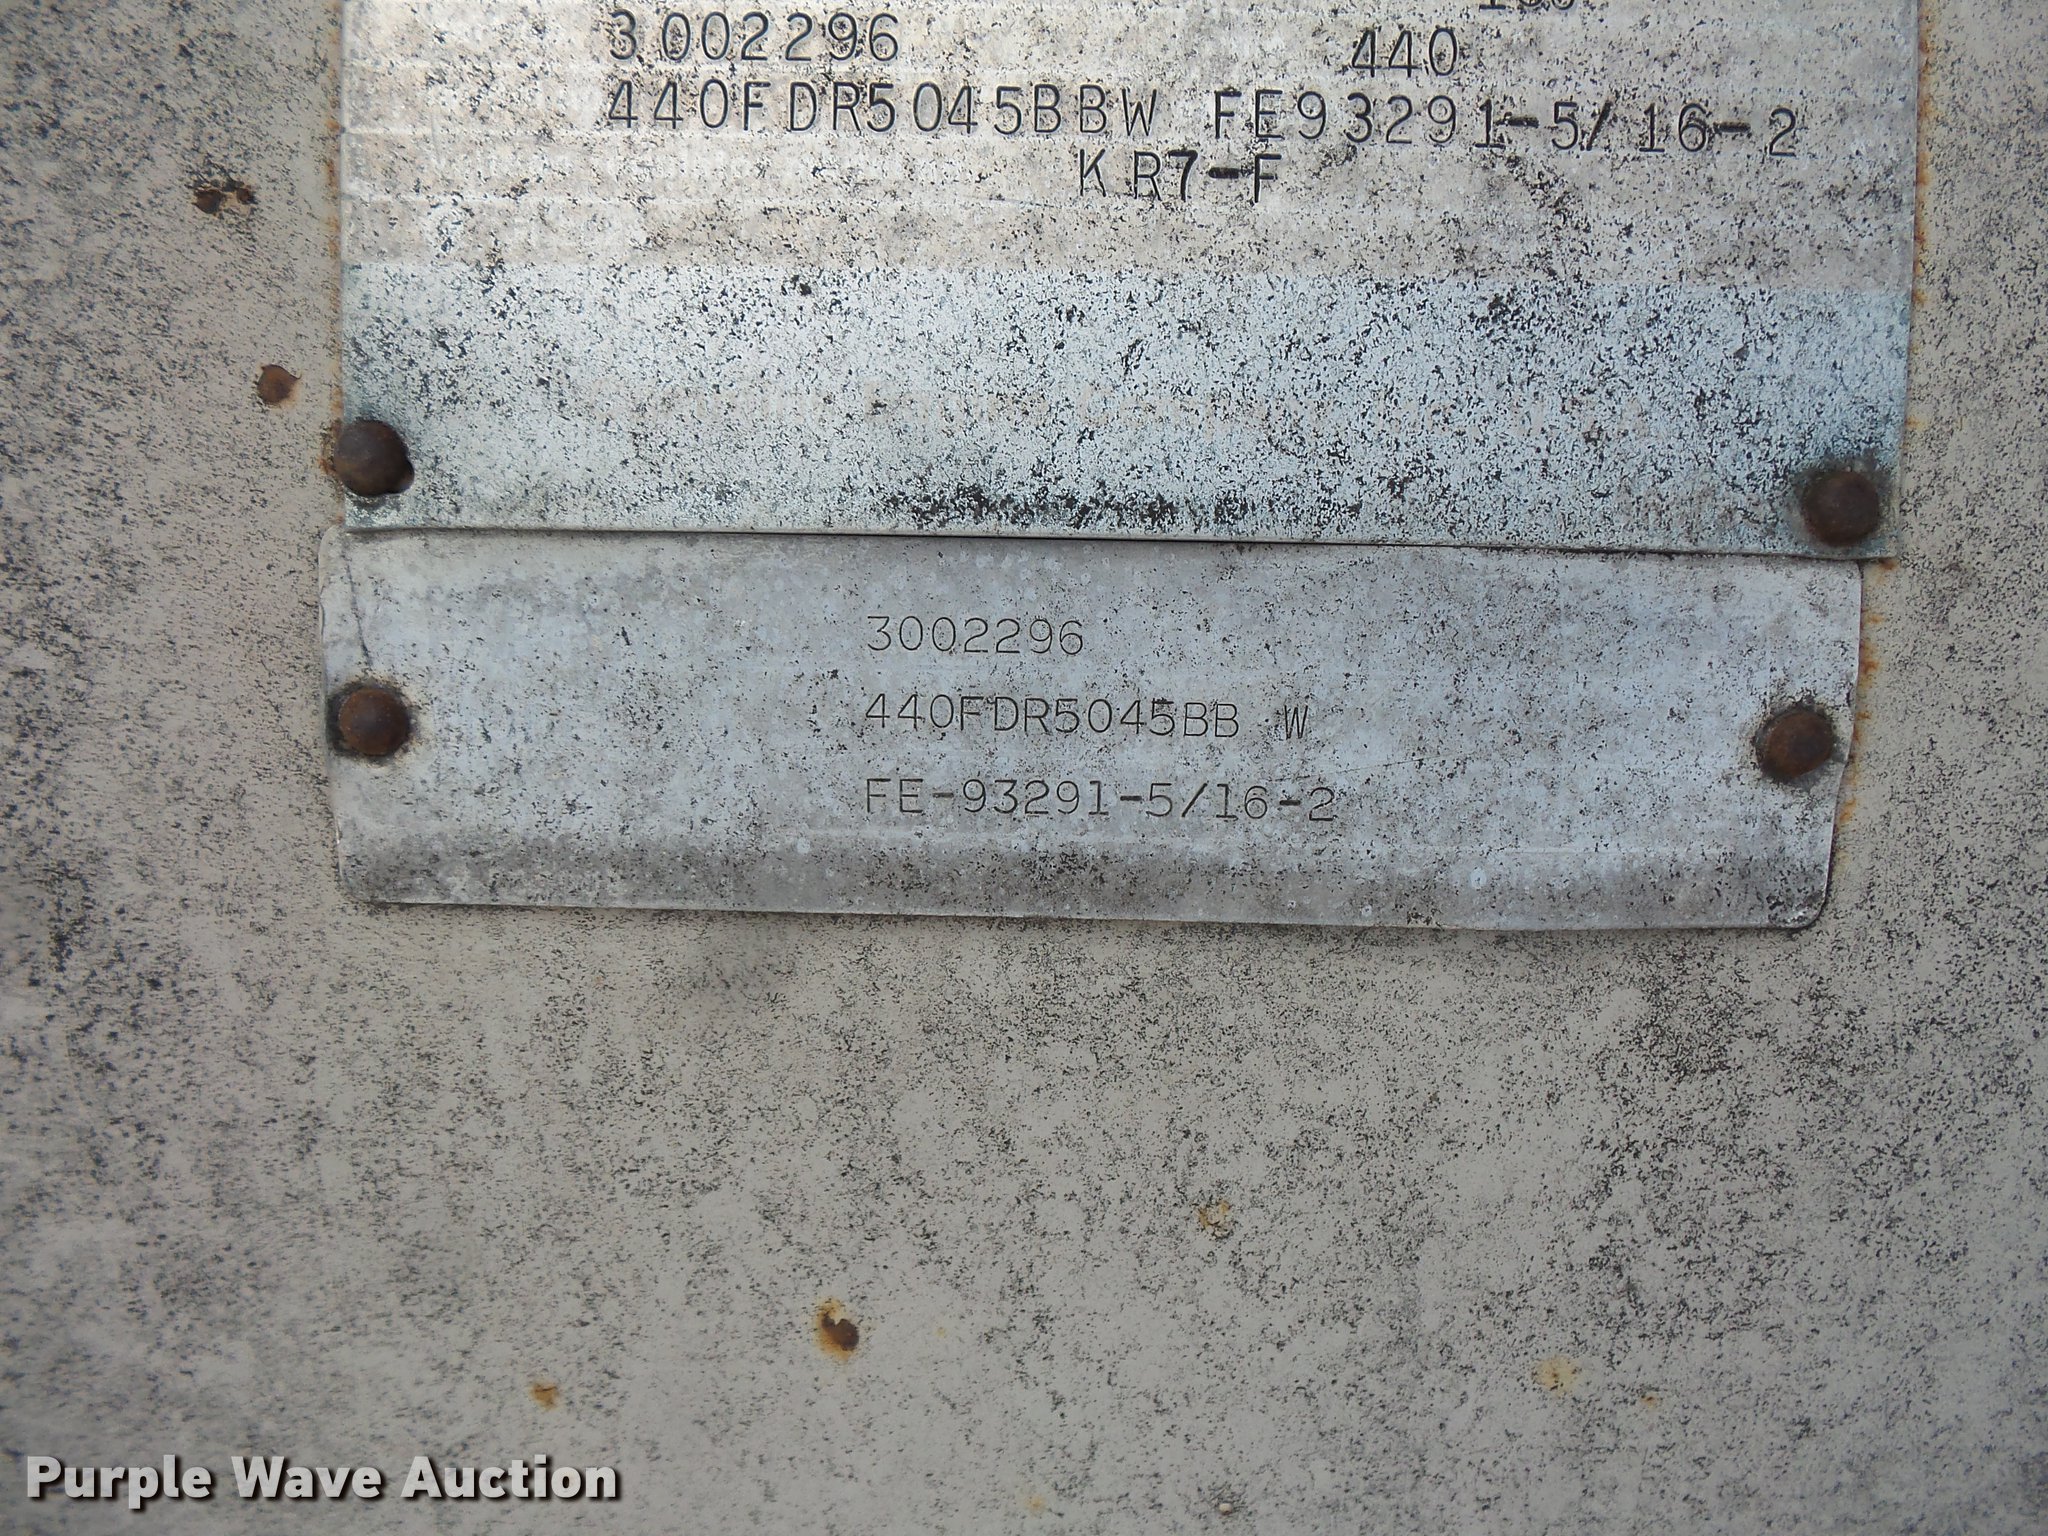 3002296 440
440FDR5045BBW FE93291-5/16-2
KR7-F
3002296
440FDR5045BB W
FE-93291-5/16-2
Purple Wave Auction